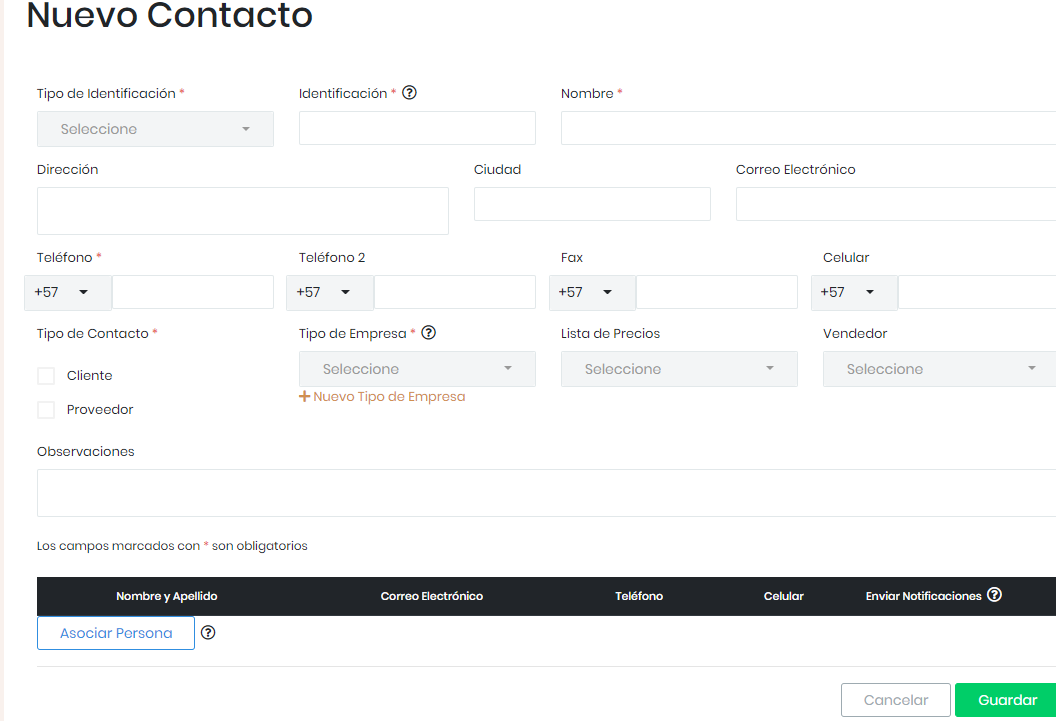 Nuevo Contacto
Tipo de Identificación * Identificación * ? Nombre *
Seleccione
Dirección Ciudad Correo Electrónico
Teléfono * Teléfono 2 Fax Celular
+57 +57 +57 +57
Tipo de Contacto * Tipo de Empresa * ? Lista de Precios Vendedor
Seleccione Seleccione Seleccione
Cliente
+ Nuevo Tipo de Empresa
Proveedor
Observaciones
Los campos marcados con * son obligatorios
Nombre y Apellido Correo Electrónico Teléfono Celular Enviar Notificaciones ?
Asociar Persona ?
Cancelar Guardar